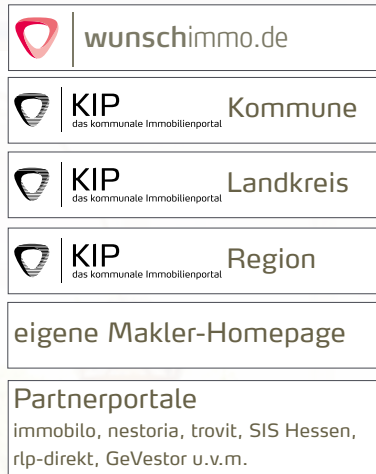 wunschimmo.de
KIP Kommune
das kommunale Immobilienportal
KIP Landkreis
das kommunale Immobilienportal
KIP Region
das kommunale Immobilienportal
eigene Makler-Homepage
Partnerportale
immobilo, nestoria, trovit, SIS Hessen,
rlp-direkt, GeVestor u.v.m.